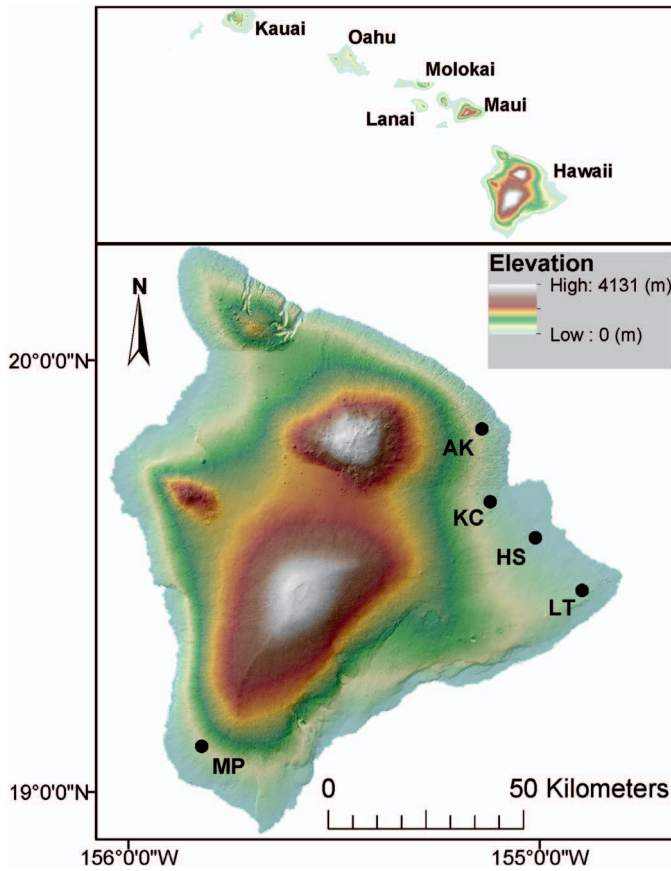 Kauai
Oahu
Molokai
Lanai
Maui
Hawaii
Elevation
High: 4131 (m)
Low : 0 (m)
N
20°0'0"N
AK
KC
HS
LT
MP
0 50 Kilometers
19°0'0"N
156°0'0"W 155°0'0"W